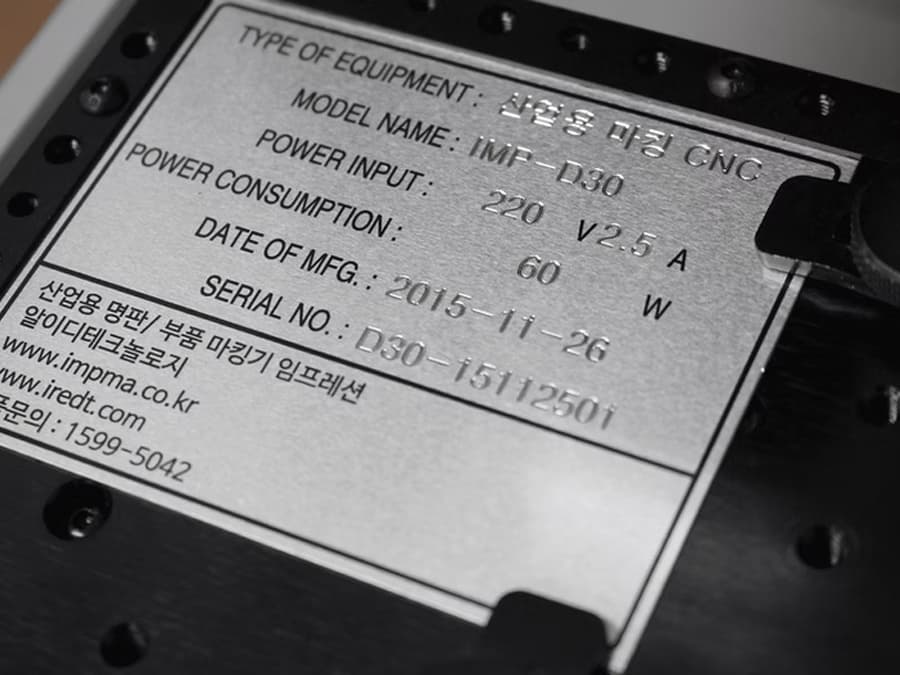 TYPE OF EQUIPMENT : 산업용 마킹 CNC
MODEL NAME : IMP-D30
POWER INPUT : 220 V 2.5 A
POWER CONSUMPTION : 60 W
DATE OF MFG. : 2015-11-26
SERIAL NO. : D30-15112501
산업용 명판/ 부품 마킹기 임프레션
알이디테크놀로지
www.impma.co.kr
www.iredt.com
품문의 : 1599-5042